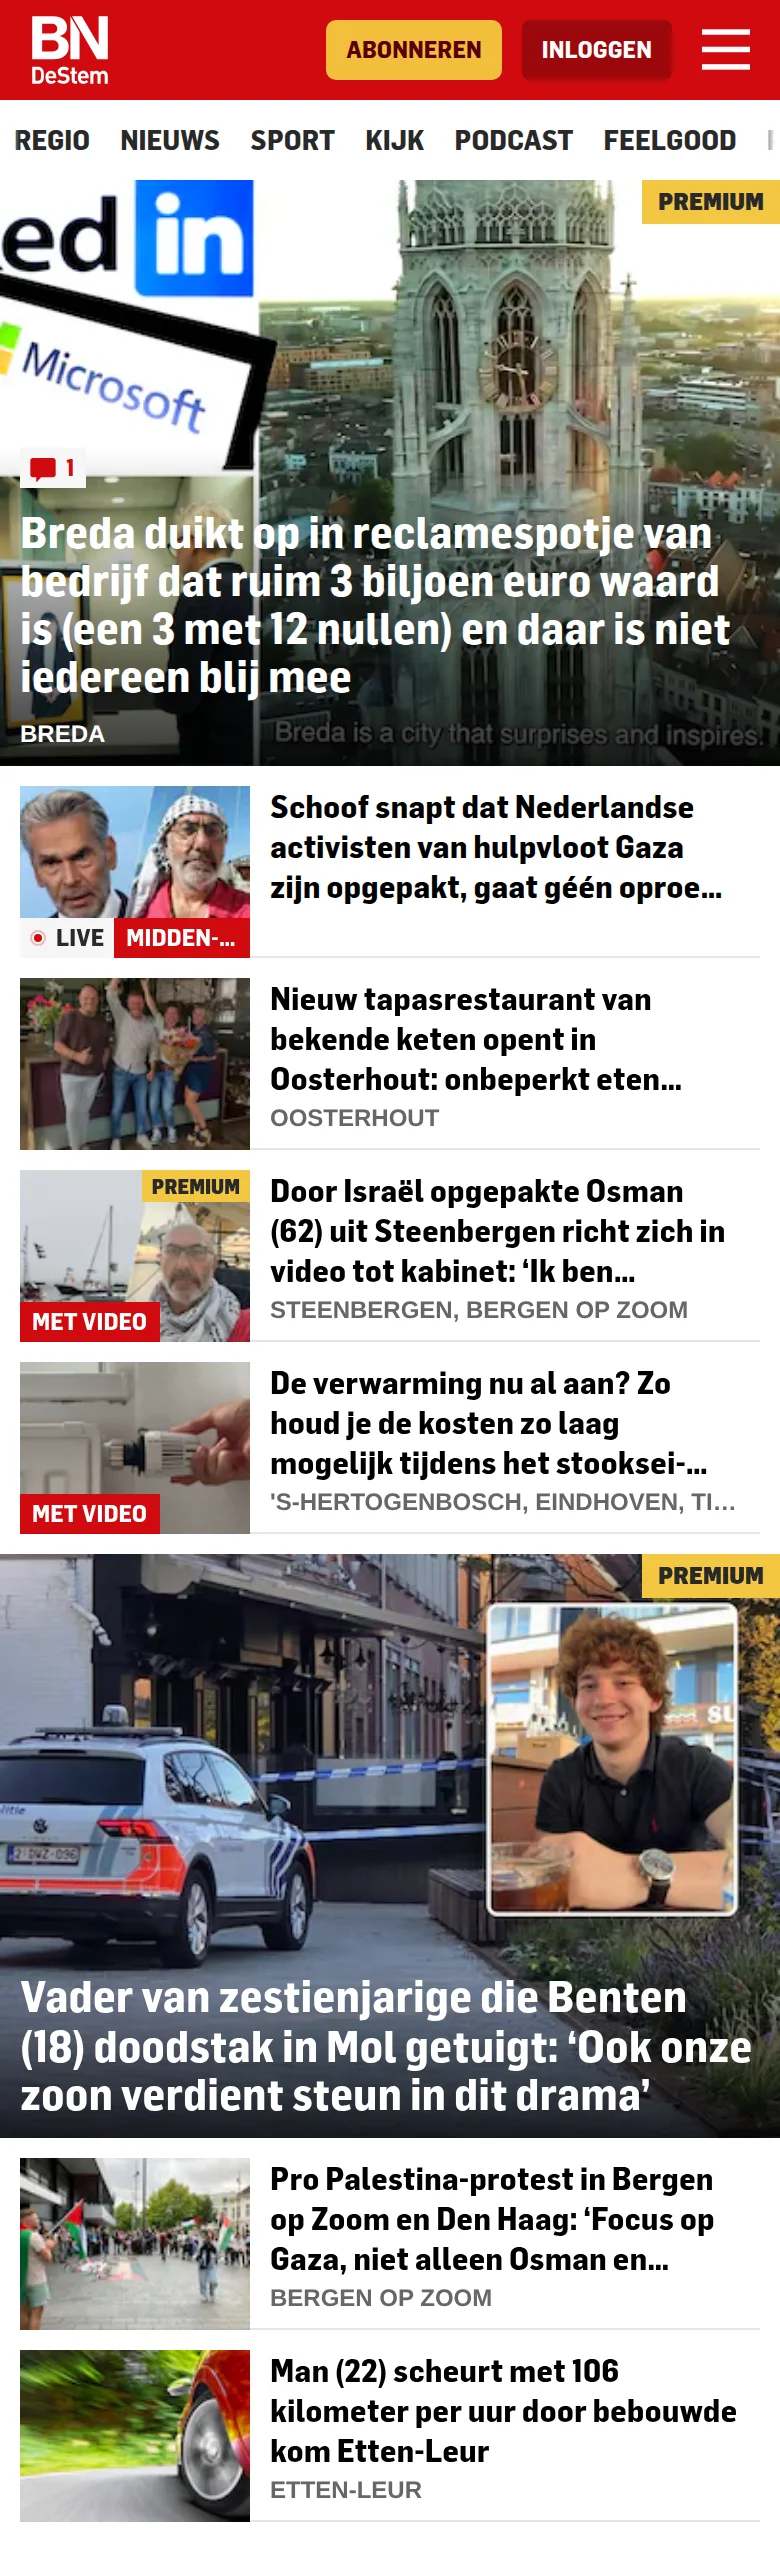 BN
DeStem
ABONNEREN
INLOGGEN
REGIO NIEUWS SPORT KIJK PODCAST FEELGOOD
PREMIUM
ed in
Microsoft
1
Breda duikt op in reclamespotje van
bedrijf dat ruim 3 biljoen euro waard
is (een 3 met 12 nullen) en daar is niet
iedereen blij mee
BREDA
Breda is a city that surprises and inspires.
Schoof snapt dat Nederlandse
activisten van hulpvloot Gaza
zijn opgepakt, gaat géén oproe...
LIVE MIDDEN-...
Nieuw tapasrestaurant van
bekende keten opent in
Oosterhout: onbeperkt eten...
OOSTERHOUT
PREMIUM
MET VIDEO
Door Israël opgepakte Osman
(62) uit Steenbergen richt zich in
video tot kabinet: ‘Ik ben...
STEENBERGEN, BERGEN OP ZOOM
MET VIDEO
De verwarming nu al aan? Zo
houd je de kosten zo laag
mogelijk tijdens het stooksei-...
'S-HERTOGENBOSCH, EINDHOVEN, TI...
PREMIUM
Vader van zestienjarige die Benten
(18) doodstak in Mol getuigt: ‘Ook onze
zoon verdient steun in dit drama’
Pro Palestina-protest in Bergen
op Zoom en Den Haag: ‘Focus op
Gaza, niet alleen Osman en...
BERGEN OP ZOOM
Man (22) scheurt met 106
kilometer per uur door bebouwde
kom Etten-Leur
ETTEN-LEUR